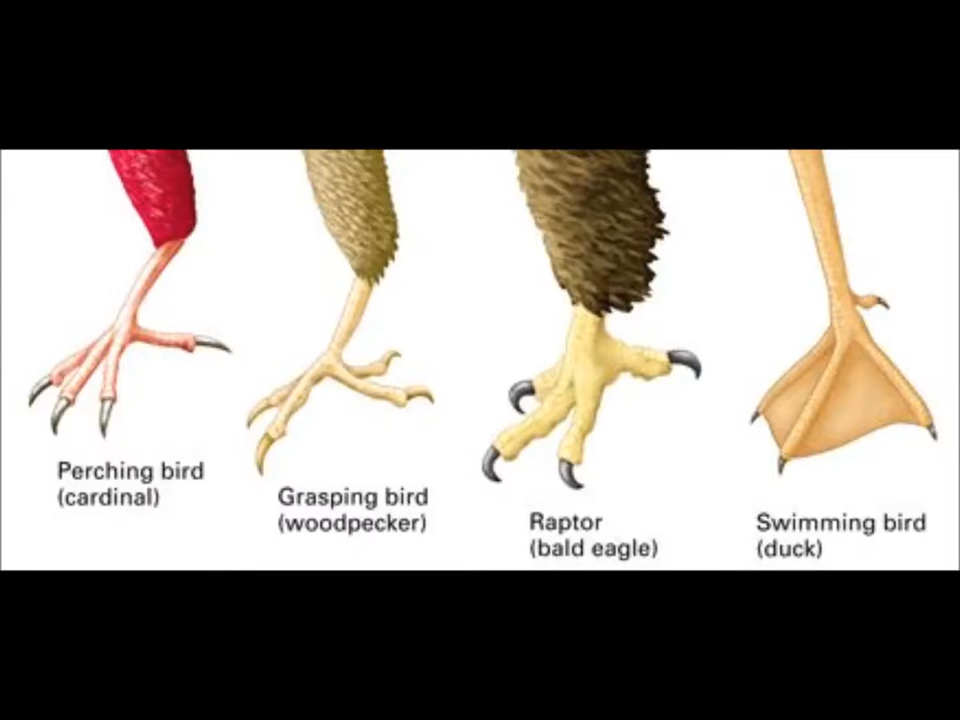 Perching bird
(cardinal)
Grasping bird
(woodpecker)
Raptor
(bald eagle)
Swimming bird
(duck)